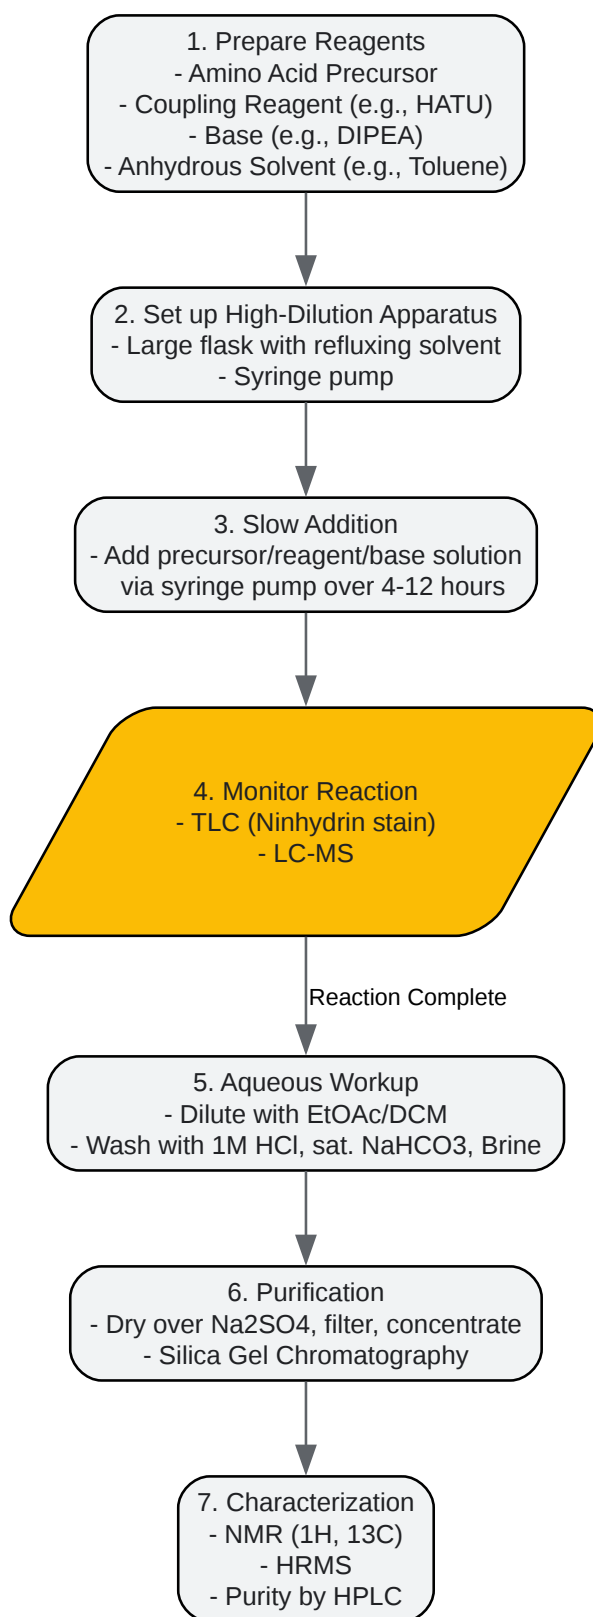 1. Prepare Reagents
- Amino Acid Precursor
- Coupling Reagent (e.g., HATU)
- Base (e.g., DIPEA)
- Anhydrous Solvent (e.g., Toluene)
2. Set up High-Dilution Apparatus
- Large flask with refluxing solvent
- Syringe pump
3. Slow Addition
- Add precursor/reagent/base solution
via syringe pump over 4-12 hours
4. Monitor Reaction
- TLC (Ninhydrin stain)
- LC-MS
Reaction Complete
5. Aqueous Workup
- Dilute with EtOAc/DCM
- Wash with 1M HCl, sat. NaHCO3, Brine
6. Purification
- Dry over Na2SO4, filter, concentrate
- Silica Gel Chromatography
7. Characterization
- NMR (1H, 13C)
- HRMS
- Purity by HPLC